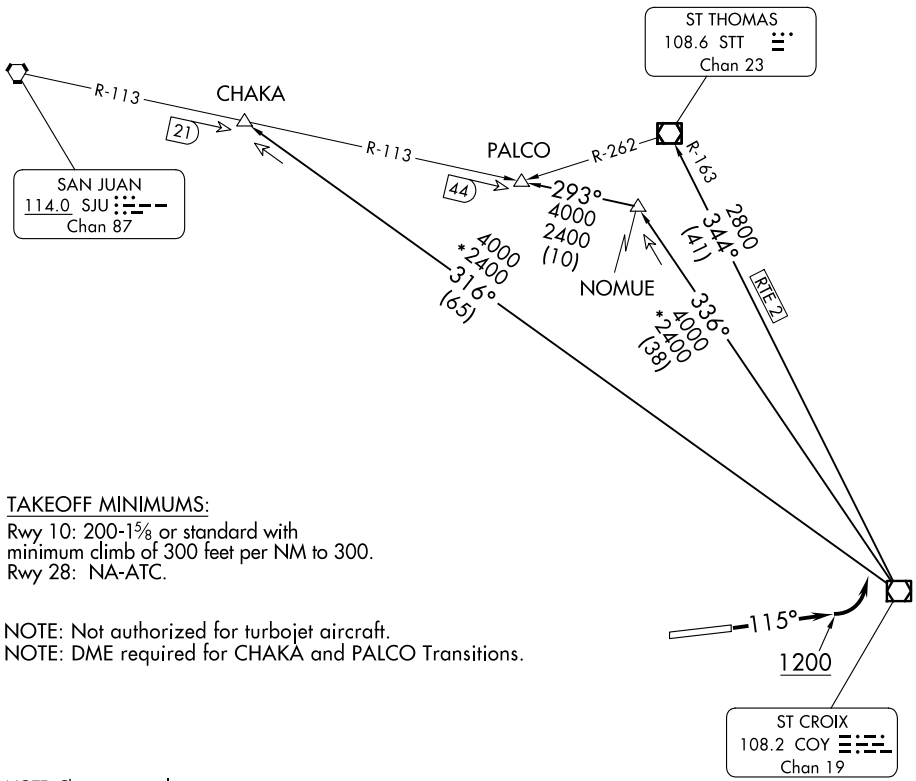 ST THOMAS
108.6 STT
Chan 23
R-113
CHAKA
21
R-113
PALCO
R-262
44
R-163
SAN JUAN
114.0 SJU
Chan 87
293°
4000
2400
(10)
NOMUE
2800
344°
(41)
RTE 2
4000
*2400
316°
(65)
336°
4000
*2400
(38)
TAKEOFF MINIMUMS:
Rwy 10: 200-1⅝ or standard with
minimum climb of 300 feet per NM to 300.
Rwy 28: NA-ATC.
NOTE: Not authorized for turbojet aircraft.
NOTE: DME required for CHAKA and PALCO Transitions.
115°
1200
ST CROIX
108.2 COY
Chan 19